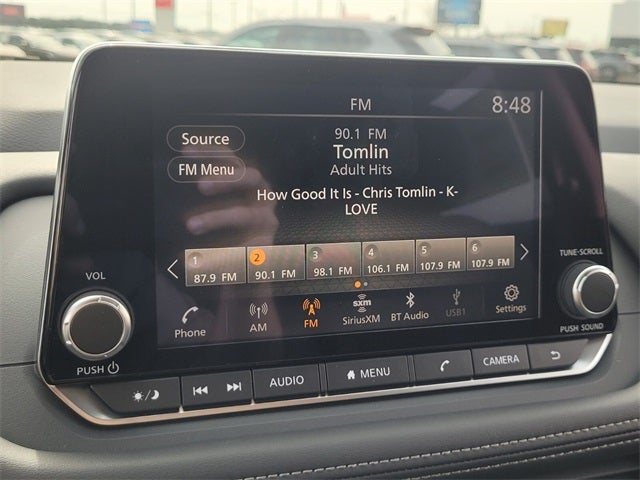 FM
8:48
Source
FM Menu
90.1 FM
Tomlin
Adult Hits
How Good It Is - Chris Tomlin - K-
LOVE
1 2 3 4 5 6
87.9 FM 90.1 FM 98.1 FM 106.1 FM 107.9 FM 107.9 FM
Phone AM FM sxm SiriusXM BT Audio USB1 Settings
VOL
PUSH
TUNE-SCROLL
PUSH SOUND
AUDIO MENU CAMERA